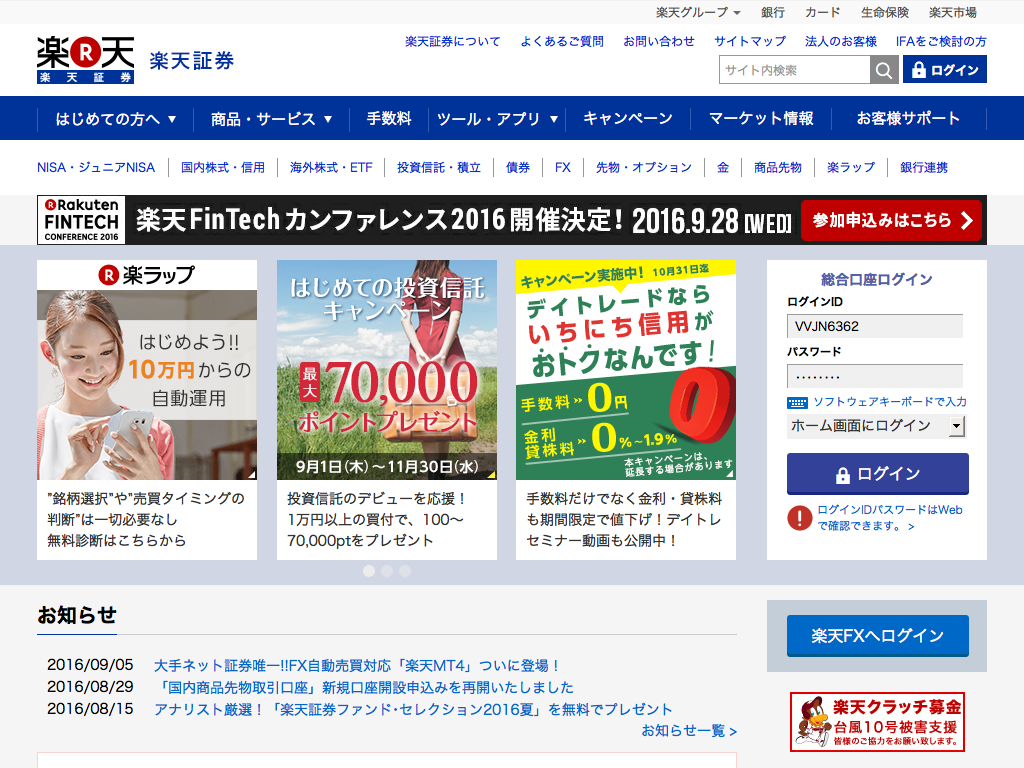 楽天グループ 銀行 カード 生命保険 楽天市場
楽天証券について よくあるご質問 お問い合わせ サイトマップ 法人のお客様 IFAをご検討の方
楽R天
楽天証券
楽天証券
サイト内検索
ログイン
はじめての方へ▼ 商品・サービス▼ 手数料 ツール・アプリ▼ キャンペーン マーケット情報 お客様サポート
NISA・ジュニアNISA 国内株式・信用 海外株式・ETF 投資信託・積立 債券 FX 先物・オプション 金 商品先物 楽ラップ 銀行連携
R Rakuten
FINTECH
CONFERENCE 2016
楽天FinTechカンファレンス2016開催決定! 2016.9.28 [WED]
参加申込みはこちら
R 楽ラップ
はじめよう!!
10万円からの
自動運用
"銘柄選択"や"売買タイミングの
判断"は一切必要なし
無料診断はこちらから
はじめての投資信託
キャンペーン
最大70,000
ポイントプレゼント
9月1日(木)〜11月30日(水)
投資信託のデビューを応援！
1万円以上の買付で、100〜
70,000ptをプレゼント
キャンペーン実施中! 10月31日迄
デイトレードなら
いちにち信用が
おトクなんです!
手数料»0円
金利
貸株料»0%~1.9%
本キャンペーンは、
延長する場合があります
手数料だけでなく金利・貸株料
も期間限定で値下げ！デイトレ
セミナー動画も公開中！
総合口座ログイン
ログインID
VVJN6362
パスワード
········
ソフトウェアキーボードで入力
ホーム画面にログイン
ログイン
ログインIDパスワードはWeb
で確認できます。 >
お知らせ
2016/09/05 大手ネット証券唯一!!FX自動売買対応「楽天MT4」ついに登場！
2016/08/29 「国内商品先物取引口座」新規口座開設申込みを再開いたしました
2016/08/15 アナリスト厳選！「楽天証券ファンド･セレクション2016夏」を無料でプレゼント
お知らせ一覧 >
楽天FXへログイン
楽天クラッチ募金
台風10号被害支援
皆様のご協力をお願い致します。